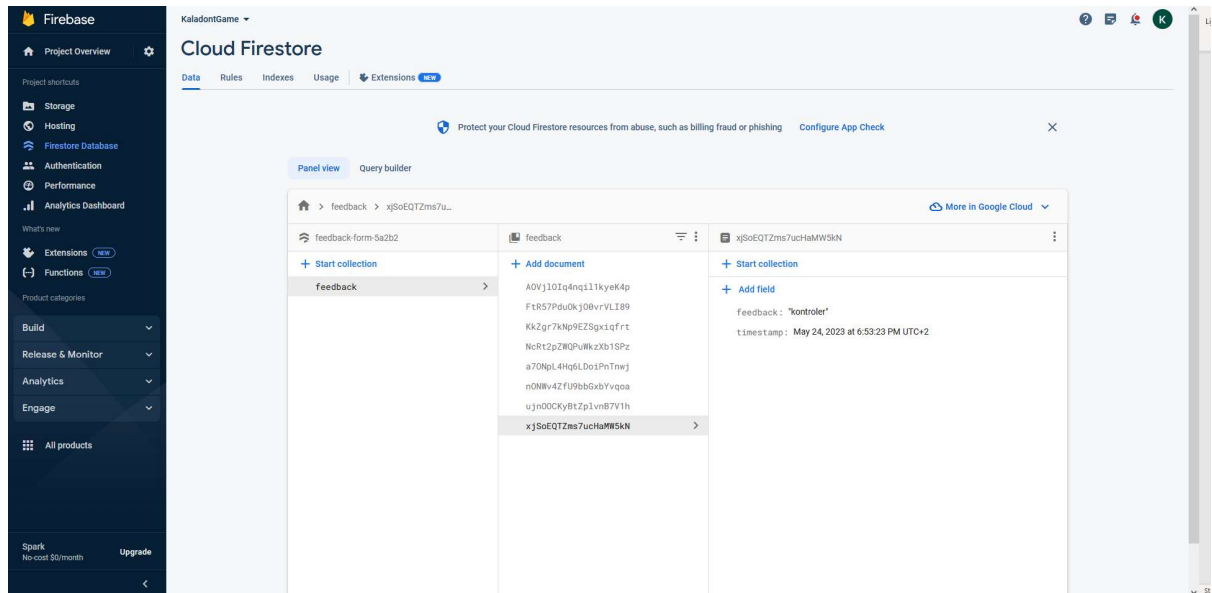 Firebase
Project Overview
Project shortcuts
Storage
Hosting
Firestore Database
Authentication
Performance
Analytics Dashboard
What's new
Extensions NEW
Functions NEW
Product categories
Build
Release & Monitor
Analytics
Engage
All products
Spark
No-cost $0/month
Upgrade
KaladontGame
K
Cloud Firestore
Data Rules Indexes Usage Extensions NEW
Protect your Cloud Firestore resources from abuse, such as billing fraud or phishing Configure App Check
Panel view Query builder
> feedback > xjSoEQTZms7u...
More in Google Cloud
feedback-form-5a2b2
+ Start collection
feedback
feedback
+ Add document
AOVjlOIq4nqil1kyeK4p
FtR57PduOkjO0vrVLI89
KkZgr7kNp9EZSgxiqfrt
NcRt2pZWQPuWkzXb1SPz
a7ONpL4Hq6LDoiPnTnwj
nONWv4ZfU9bbGxbYvqoa
ujnOOCKyBtZplvnB7V1h
xjSoEQTZms7ucHaMW5kN
xjSoEQTZms7ucHaMW5kN
+ Start collection
+ Add field
feedback: "kontroler"
timestamp: May 24, 2023 at 6:53:23 PM UTC+2